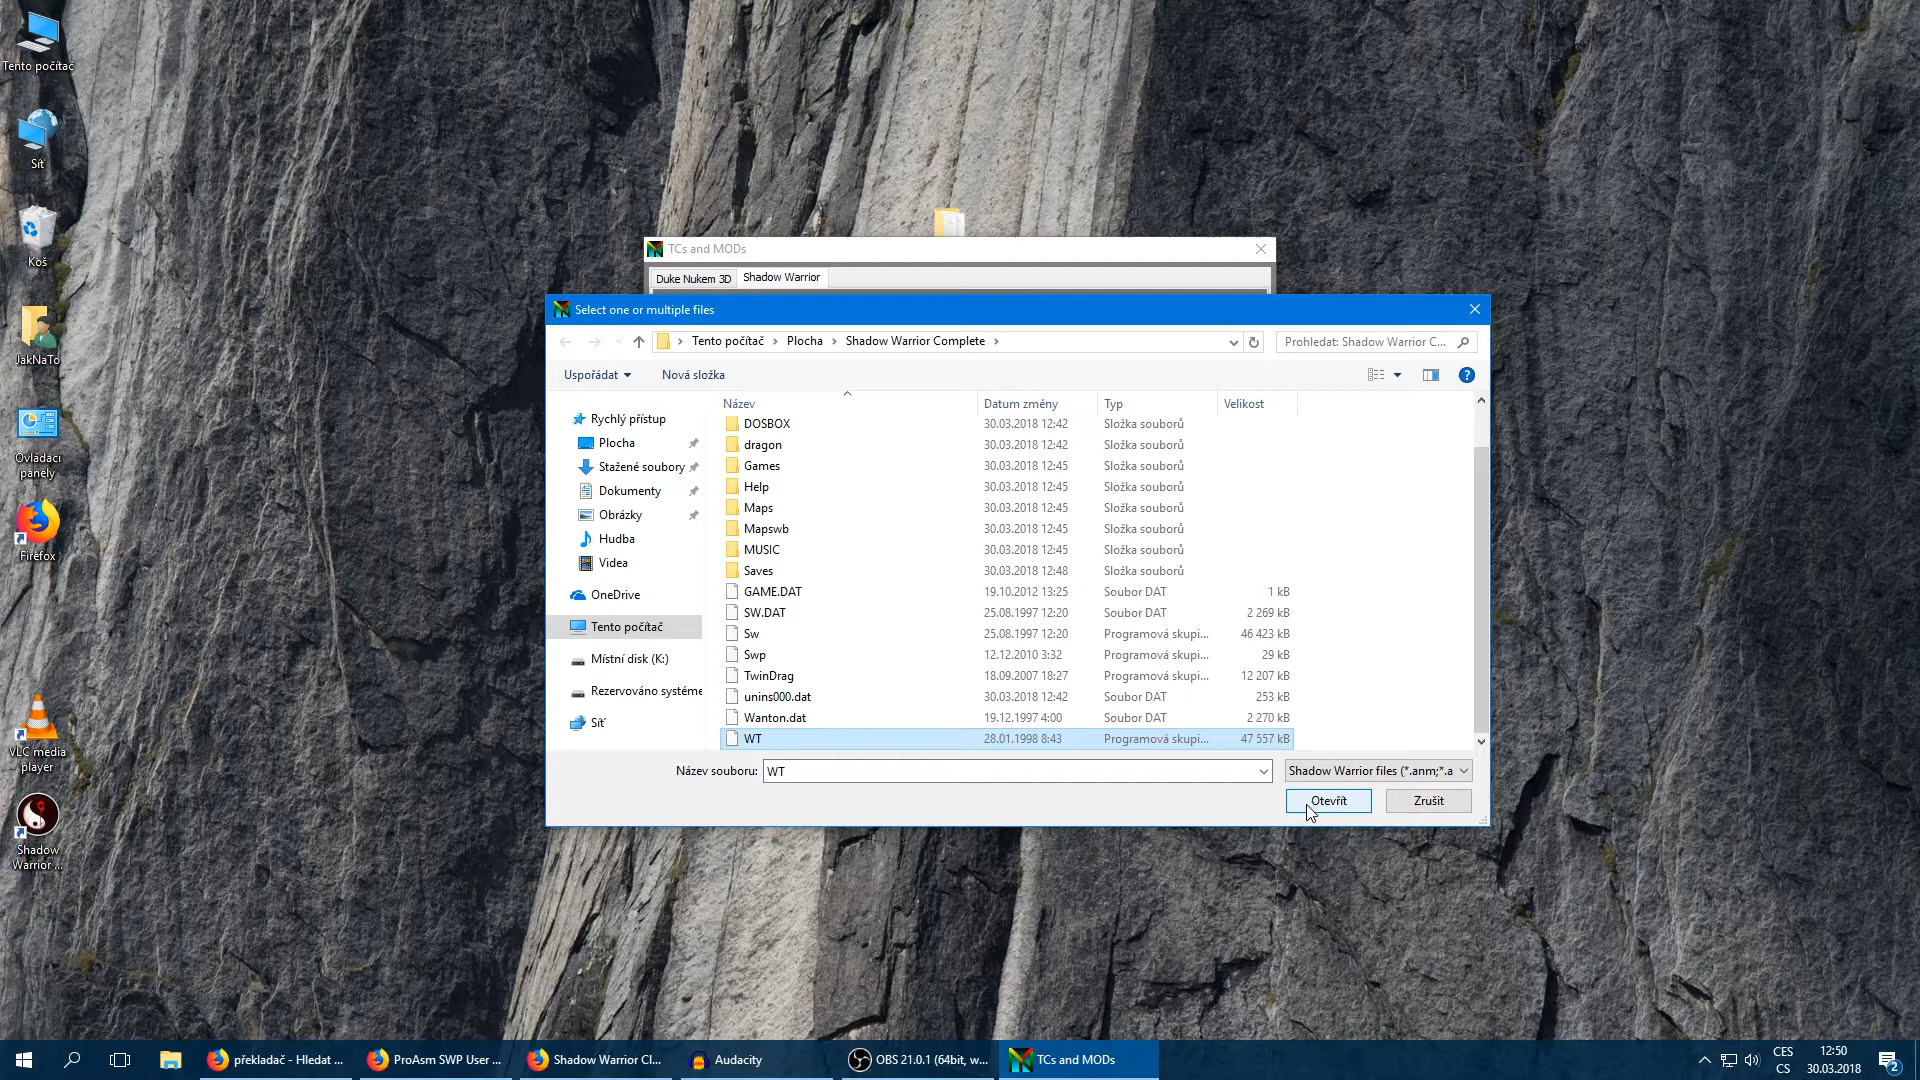 Tento počítač
Síť
Koš
JakNaTo
Ovládací
panely
Firefox
VLC media
player
Shadow
Warrior ...
TCs and MODs
Duke Nukem 3D
Shadow Warrior
Select one or multiple files
Tento počítač
Plocha
Shadow Warrior Complete
Prohledat: Shadow Warrior C...
Uspořádat
Nová složka
Rychlý přístup
Plocha
Stažené soubory
Dokumenty
Obrázky
Hudba
Videa
OneDrive
Tento počítač
Místní disk (K:)
Rezervováno systéme
Síť
Název Datum změny Typ Velikost
DOSBOX 30.03.2018 12:42 Složka souborů
dragon 30.03.2018 12:42 Složka souborů
Games 30.03.2018 12:45 Složka souborů
Help 30.03.2018 12:45 Složka souborů
Maps 30.03.2018 12:45 Složka souborů
Mapswb 30.03.2018 12:45 Složka souborů
MUSIC 30.03.2018 12:45 Složka souborů
Saves 30.03.2018 12:48 Složka souborů
GAME.DAT 19.10.2012 13:25 Soubor DAT 1 kB
SW.DAT 25.08.1997 12:20 Soubor DAT 2 269 kB
Sw 25.08.1997 12:20 Programová skupi... 46 423 kB
Swp 12.12.2010 3:32 Programová skupi... 29 kB
TwinDrag 18.09.2007 18:27 Programová skupi... 12 207 kB
unins000.dat 30.03.2018 12:42 Soubor DAT 253 kB
Wanton.dat 19.12.1997 4:00 Soubor DAT 2 270 kB
WT 28.01.1998 8:43 Programová skupi... 47 557 kB
Název souboru: WT
Shadow Warrior files (*.anm;*.a
Otevřít
Zrušit
překladač - Hledat ...
ProAsm SWP User ...
Shadow Warrior Cl...
Audacity
OBS 21.0.1 (64bit, w...
TCs and MODs
CES
CS
12:50
30.03.2018
2